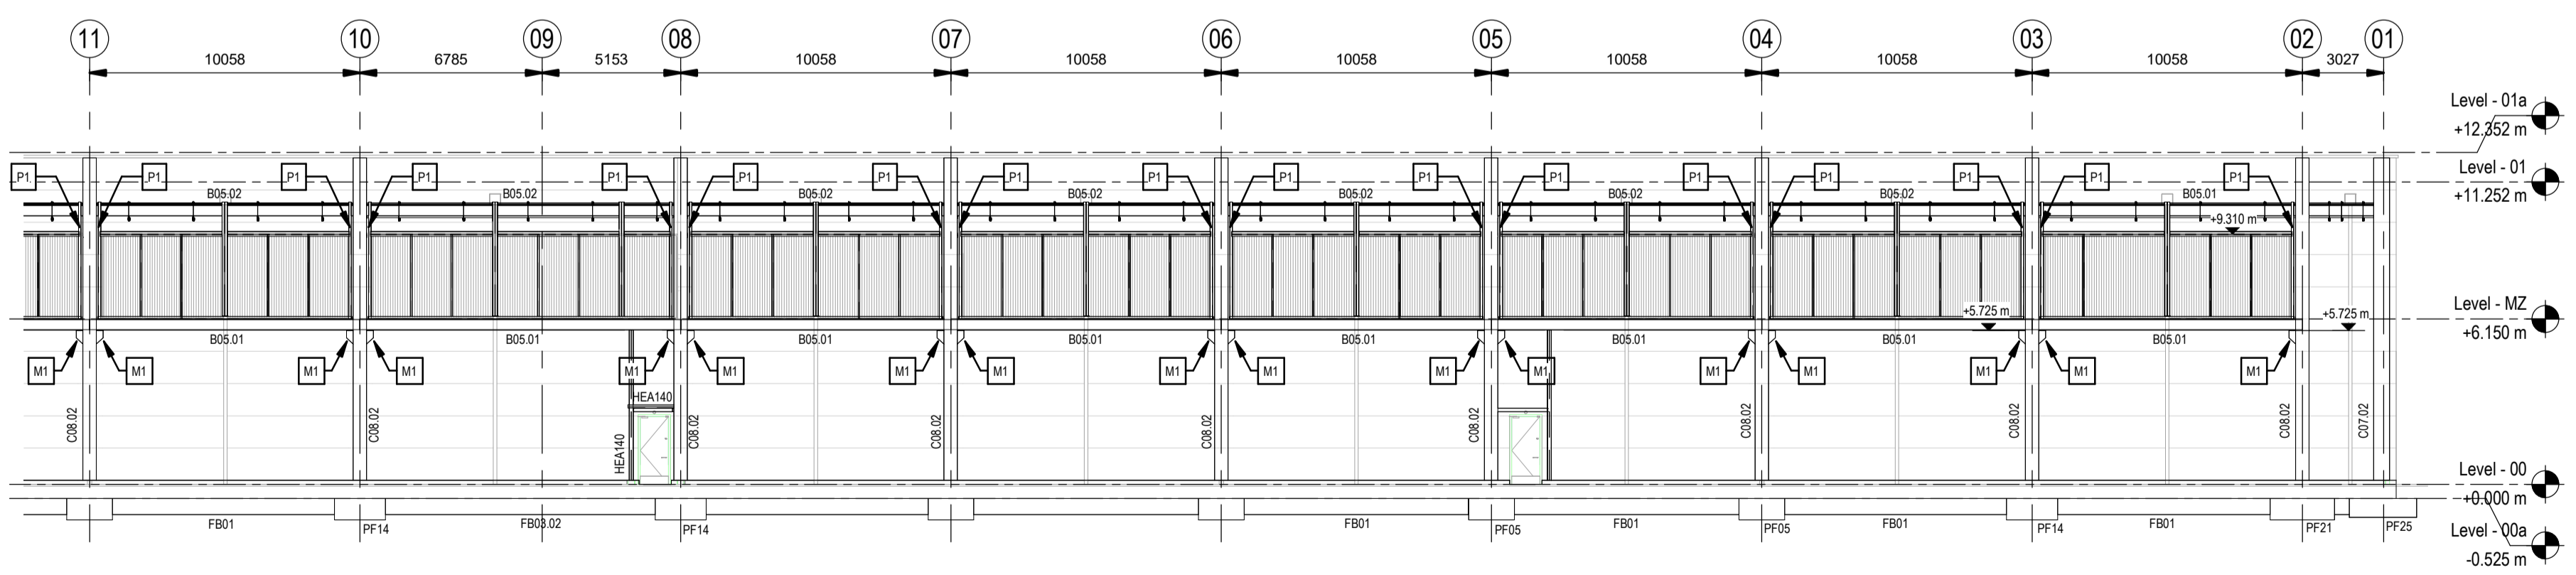 11 10 09 08 07 06 05 04 03 02 01
10058 6785 5153 10058 10058 10058 10058 10058 10058 3027
Level - 01a
+12.352 m
Level - 01
+11.252 m
P1 P1 P1 P1 P1 P1 P1 P1 P1 P1 P1 P1 P1 P1 P1 P1 P1
B05.02 B05.02 B05.02 B05.02 B05.02 B05.02 B05.01
+9.310 m
Level - MZ
+6.150 m
+5.725 m +5.725 m
B05.01 B05.01 B05.01 B05.01 B05.01 B05.01 B05.01 B05.01
M1 M1 M1 M1 M1 M1 M1 M1 M1 M1 M1 M1 M1 M1 M1 M1 M1
HEA140
C08.02 C08.02 C08.02 C08.02 C08.02 C08.02 C08.02 C08.02 C08.02 C07.02
HEA140
Level - 00
+0.000 m
FB01 FB03.02 FB01 FB01 FB01 FB01
PF14 PF14 PF05 PF05 PF14 PF21 PF25
Level - 00a
-0.525 m